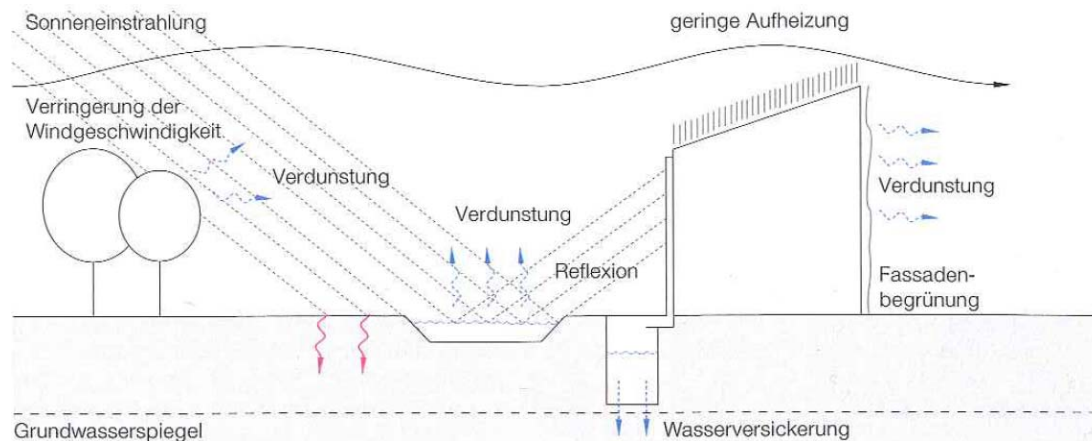 Sonneneinstrahlung
geringe Aufheizung
Verringerung der
Windgeschwindigkeit
Verdunstung
Verdunstung
Verdunstung
Reflexion
Fassaden-
begrünung
Grundwasserspiegel
Wasserversickerung